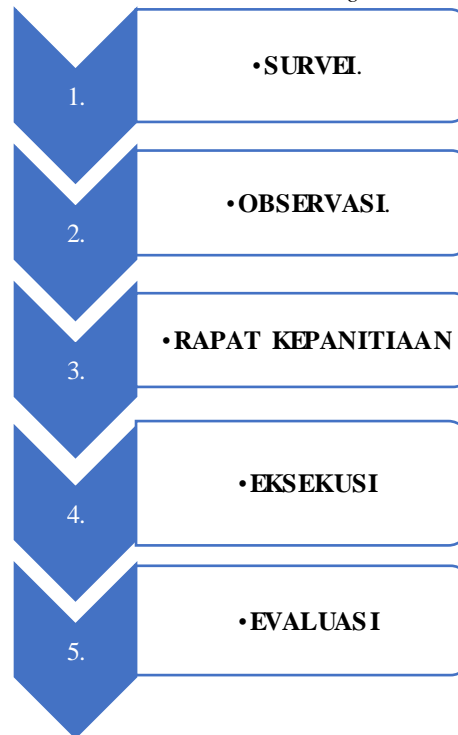 1.
• SURVEI.
2.
• OBSERVASI.
3.
• RAPAT KEPANITIAAN
4.
• EKSEKUSI
5.
• EVALUASI